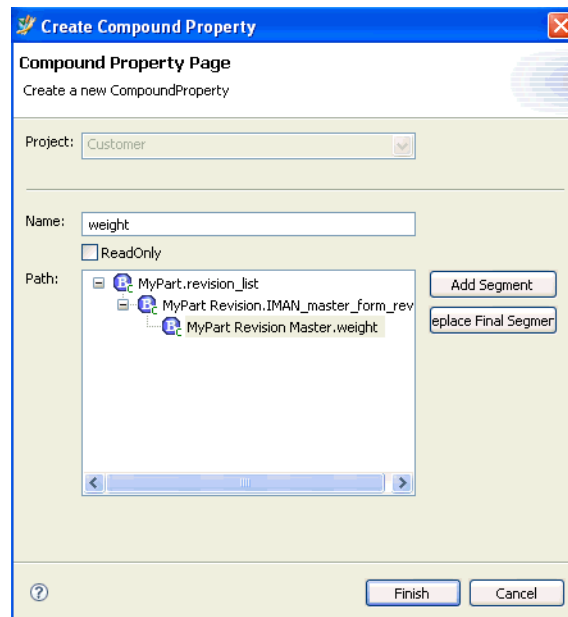 Create Compound Property
Compound Property Page
Create a new CompoundProperty
Project: Customer
Name: weight
ReadOnly
Path:
MyPart.revision_list
Add Segment
MyPart Revision.IMAN_master_form_rev
eplace Final Segmer
MyPart Revision Master.weight
?
Finish Cancel